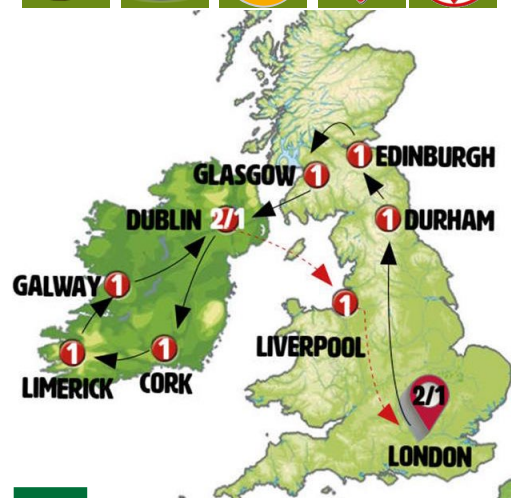 1 EDINBURGH
GLASGOW 1
DUBLIN 2/1
1 DURHAM
GALWAY 1
1
LIVERPOOL
1
1
LIMERICK
CORK
2/1
LONDON